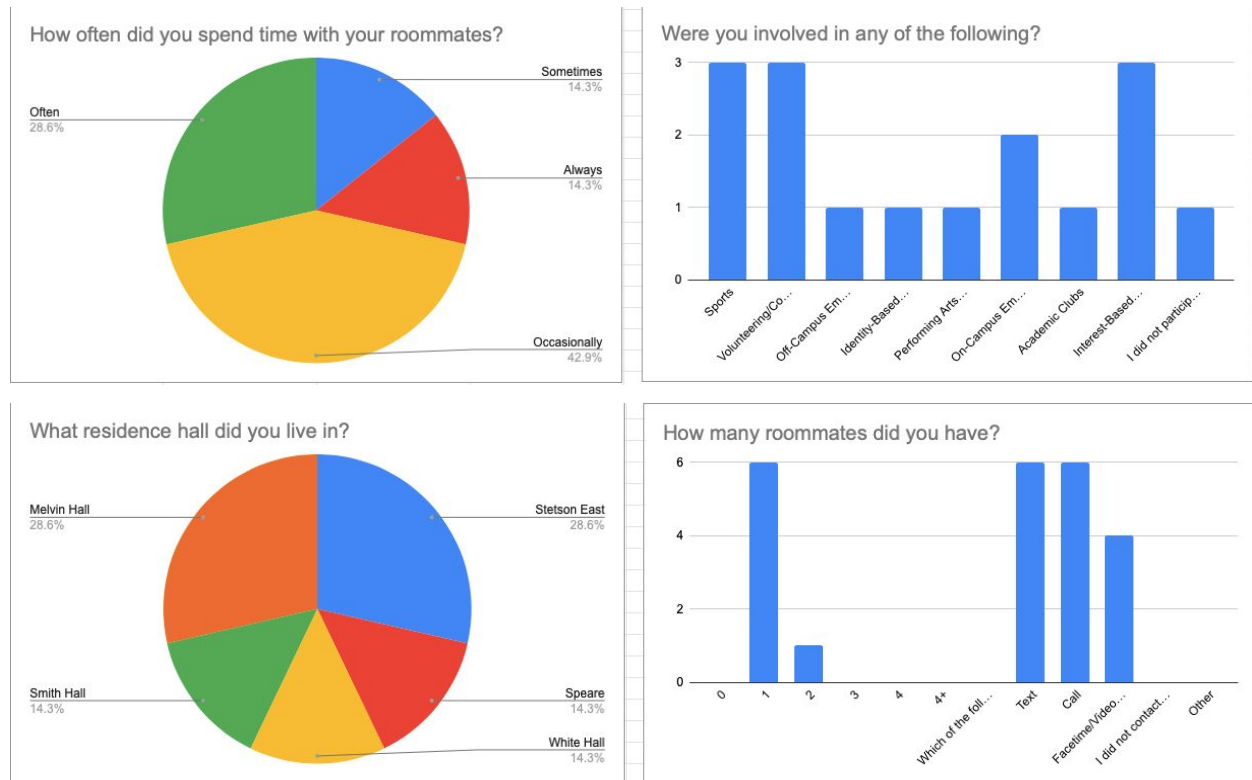 How often did you spend time with your roommates?
Sometimes
14.3%
Often
28.6%
Always
14.3%
Occasionally
42.9%
Were you involved in any of the following?
3
2
1
0
Sports
Volunteering/Co...
Off-Campus Em...
Identity-Based...
Performing Arts...
On-Campus Em...
Academic Clubs
Interest-Based...
I did not particip...
What residence hall did you live in?
Melvin Hall
28.6%
Stetson East
28.6%
Smith Hall
14.3%
Speare
14.3%
White Hall
14.3%
How many roommates did you have?
6
4
2
0
0
1
2
3
4
4+
Which of the foll...
Text
Call
Facetime/Video...
I did not contact...
Other